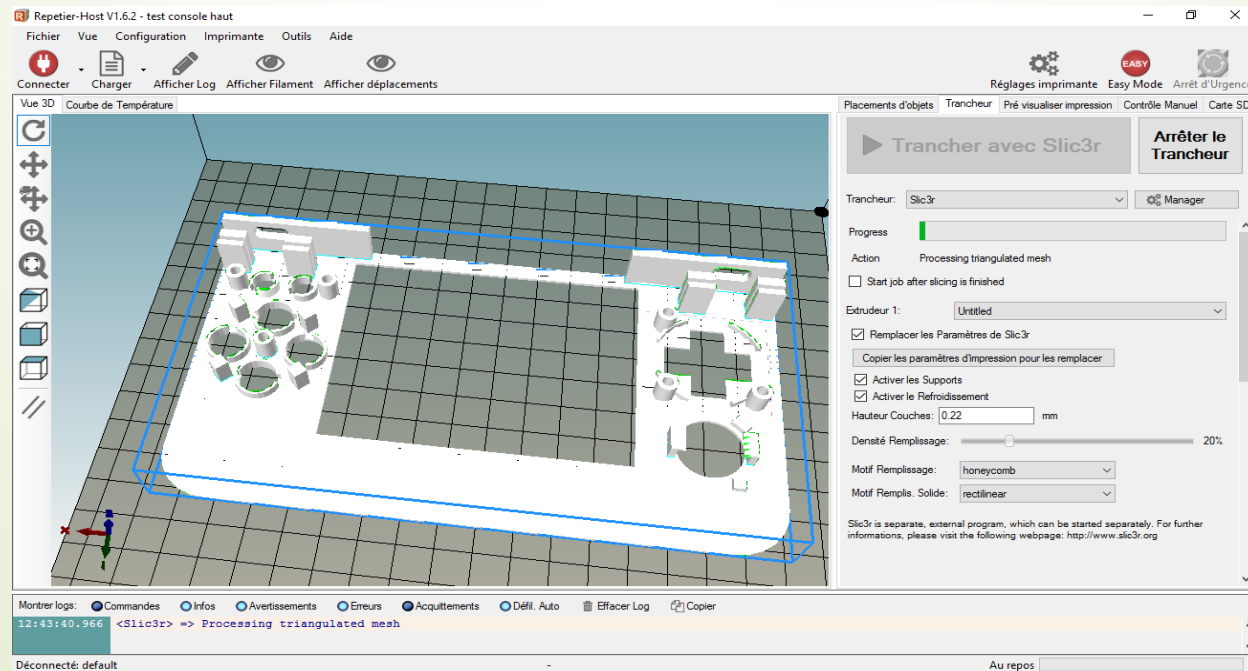 Repetier-Host V1.6.2 - test console haut
Fichier Vue Configuration Imprimante Outils Aide
Connecter Charger Afficher Log Afficher Filament Afficher déplacements Réglages imprimante EASY Easy Mode Arrêt d'Urgence
Vue 3D Courbe de Température
Placements d'objets Trancheur Pré visualiser impression Contrôle Manuel Carte SD
Trancher avec Slic3r
Arrêter le
Trancheur
Trancheur: Slic3r Manager
Progress
Action Processing triangulated mesh
Start job after slicing is finished
Extrudeur 1: Untitled
Remplacer les Paramètres de Slic3r
Copier les paramètres d'impression pour les remplacer
Activer les Supports
Activer le Refroidissement
Hauteur Couches: 0.22 mm
Densité Remplissage: 20%
Motif Remplissage: honeycomb
Motif Remplis. Solide: rectilinear
Slic3r is separate, external program, which can be started separately. For further
informations, please visit the following webpage: http://www.slic3r.org
Montrer logs: Commandes Infos Avertissements Erreurs Acquittements Défil. Auto Effacer Log Copier
12:43:40.966 <Slic3r> => Processing triangulated mesh
Déconnecté: default - Au repos